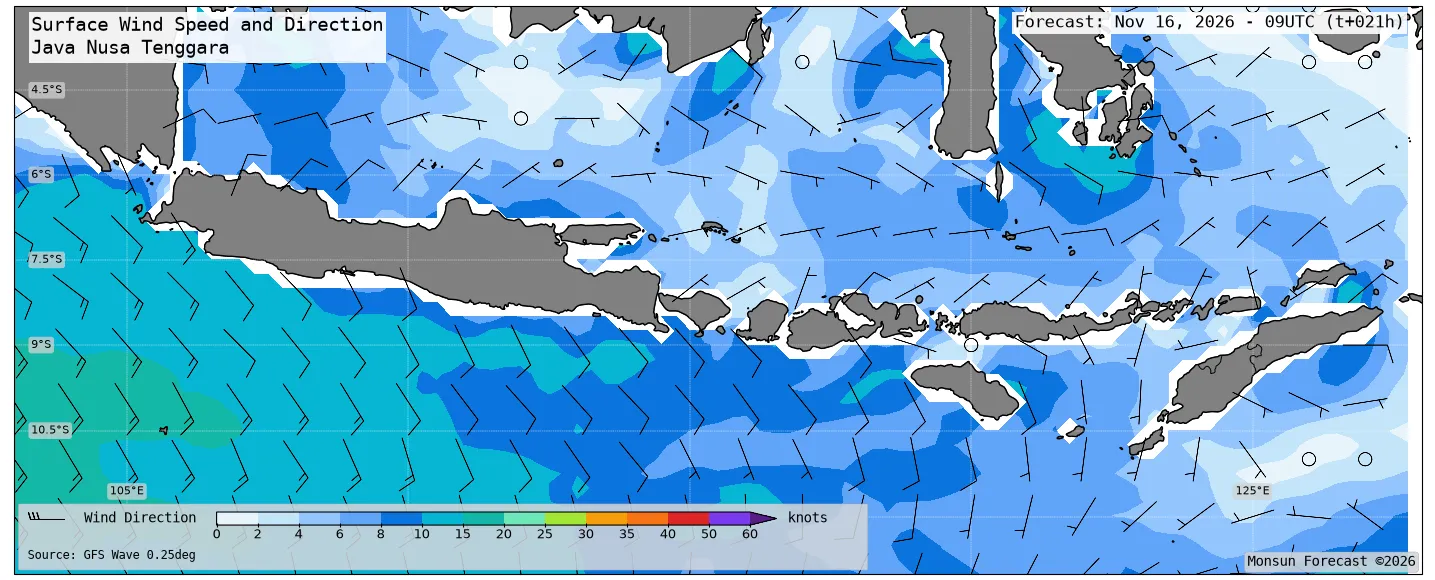 Surface Wind Speed and Direction
Java Nusa Tenggara
Forecast: Nov 16, 2026 - 09UTC (t+021h)
4.5°S
6°S
7.5°S
9°S
10.5°S
105°E
125°E
Wind Direction
0 2 4 6 8 10 15 20 25 30 35 40 50 60
knots
Source: GFS Wave 0.25deg
Monsun Forecast ©2026